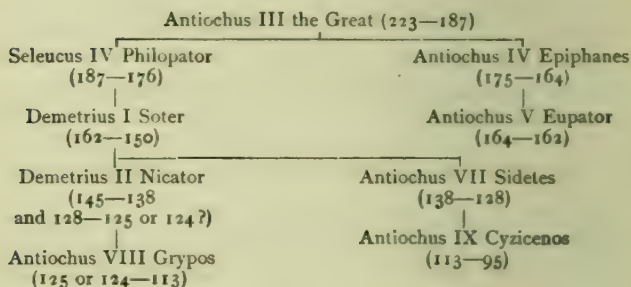 Antiochus III the Great (223—187)
Seleucus IV Philopator
(187—176)
Antiochus IV Epiphanes
(175—164)
Demetrius I Soter
(162—150)
Antiochus V Eupator
(164—162)
Demetrius II Nicator
(145—138
and 128—125 or 124?)
Antiochus VII Sidetes
(138—128)
Antiochus VIII Grypos
(125 or 124—113)
Antiochus IX Cyzicenos
(113—95)